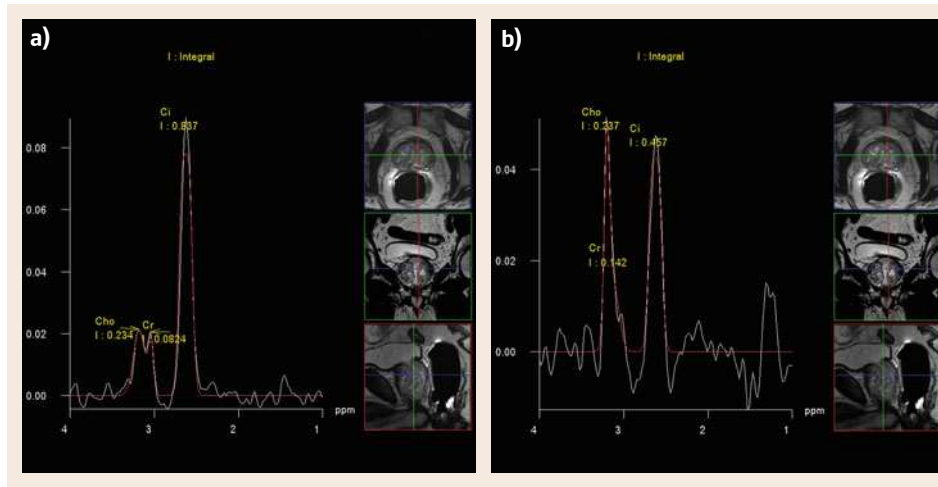 a)
I : Integral
Ci
I : 0.837
0.08
0.06
0.04
0.02
0.00
Cho
I : 0.234
Cr
0.0824
4
3
2
1
ppm
b)
I : Integral
Cho
I : 0.237
Ci
I : 0.457
0.04
0.02
0.00
Cr
I : 0.142
4
3
2
1
ppm